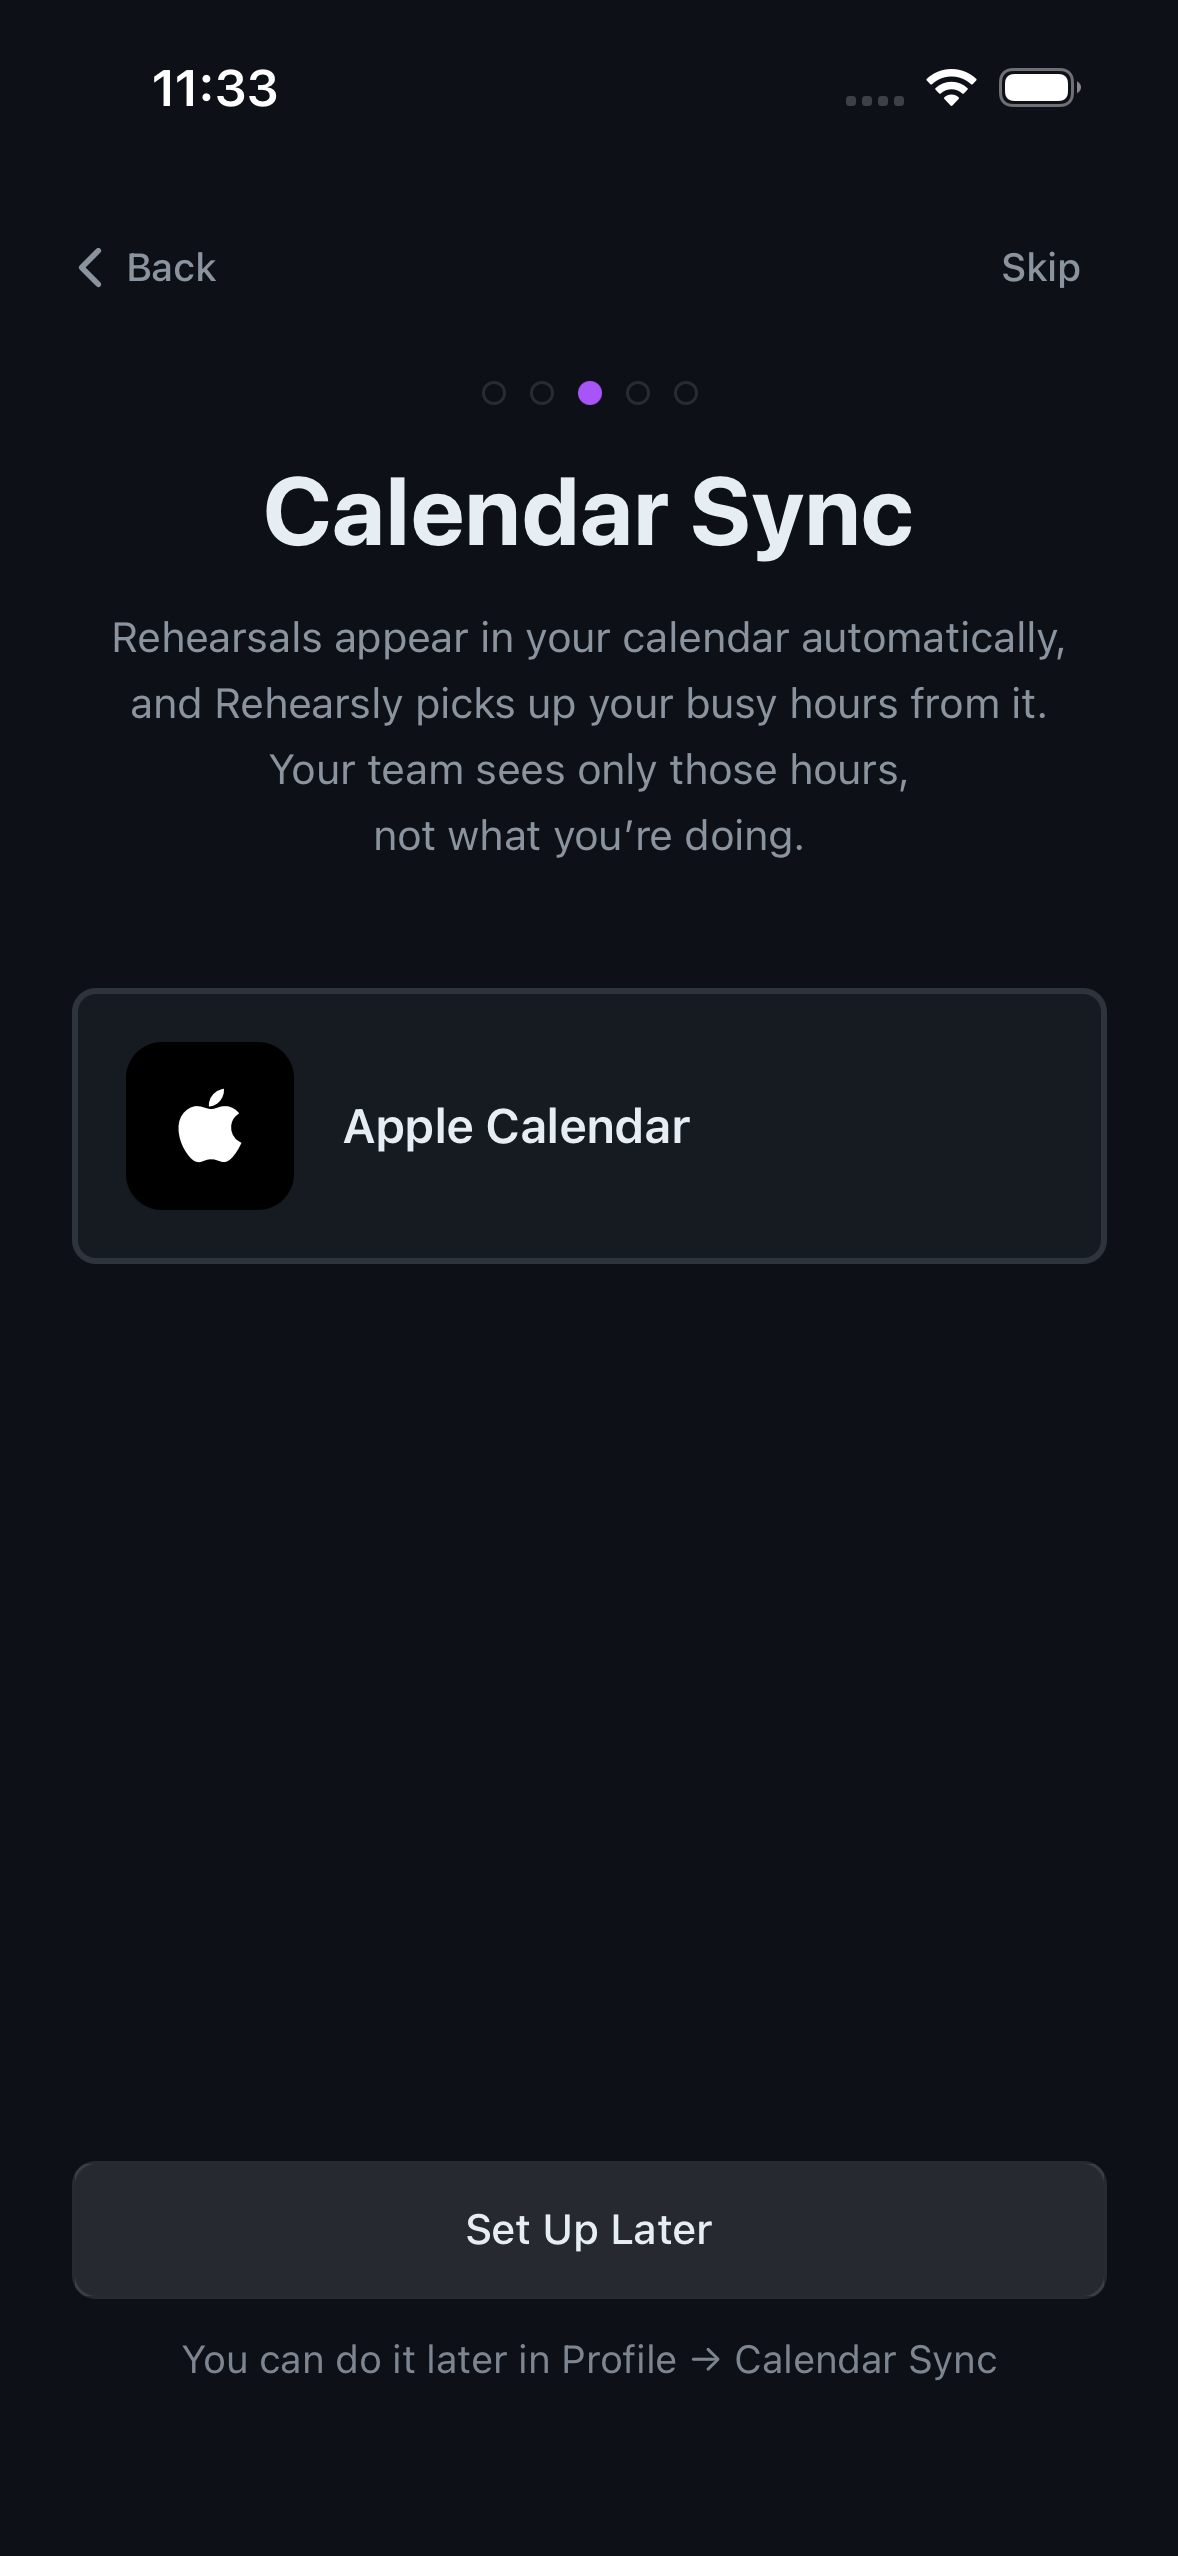 11:33
Back
Skip
Calendar Sync
Rehearsals appear in your calendar automatically,
and Rehearsly picks up your busy hours from it.
Your team sees only those hours,
not what you’re doing.
Apple Calendar
Set Up Later
You can do it later in Profile → Calendar Sync